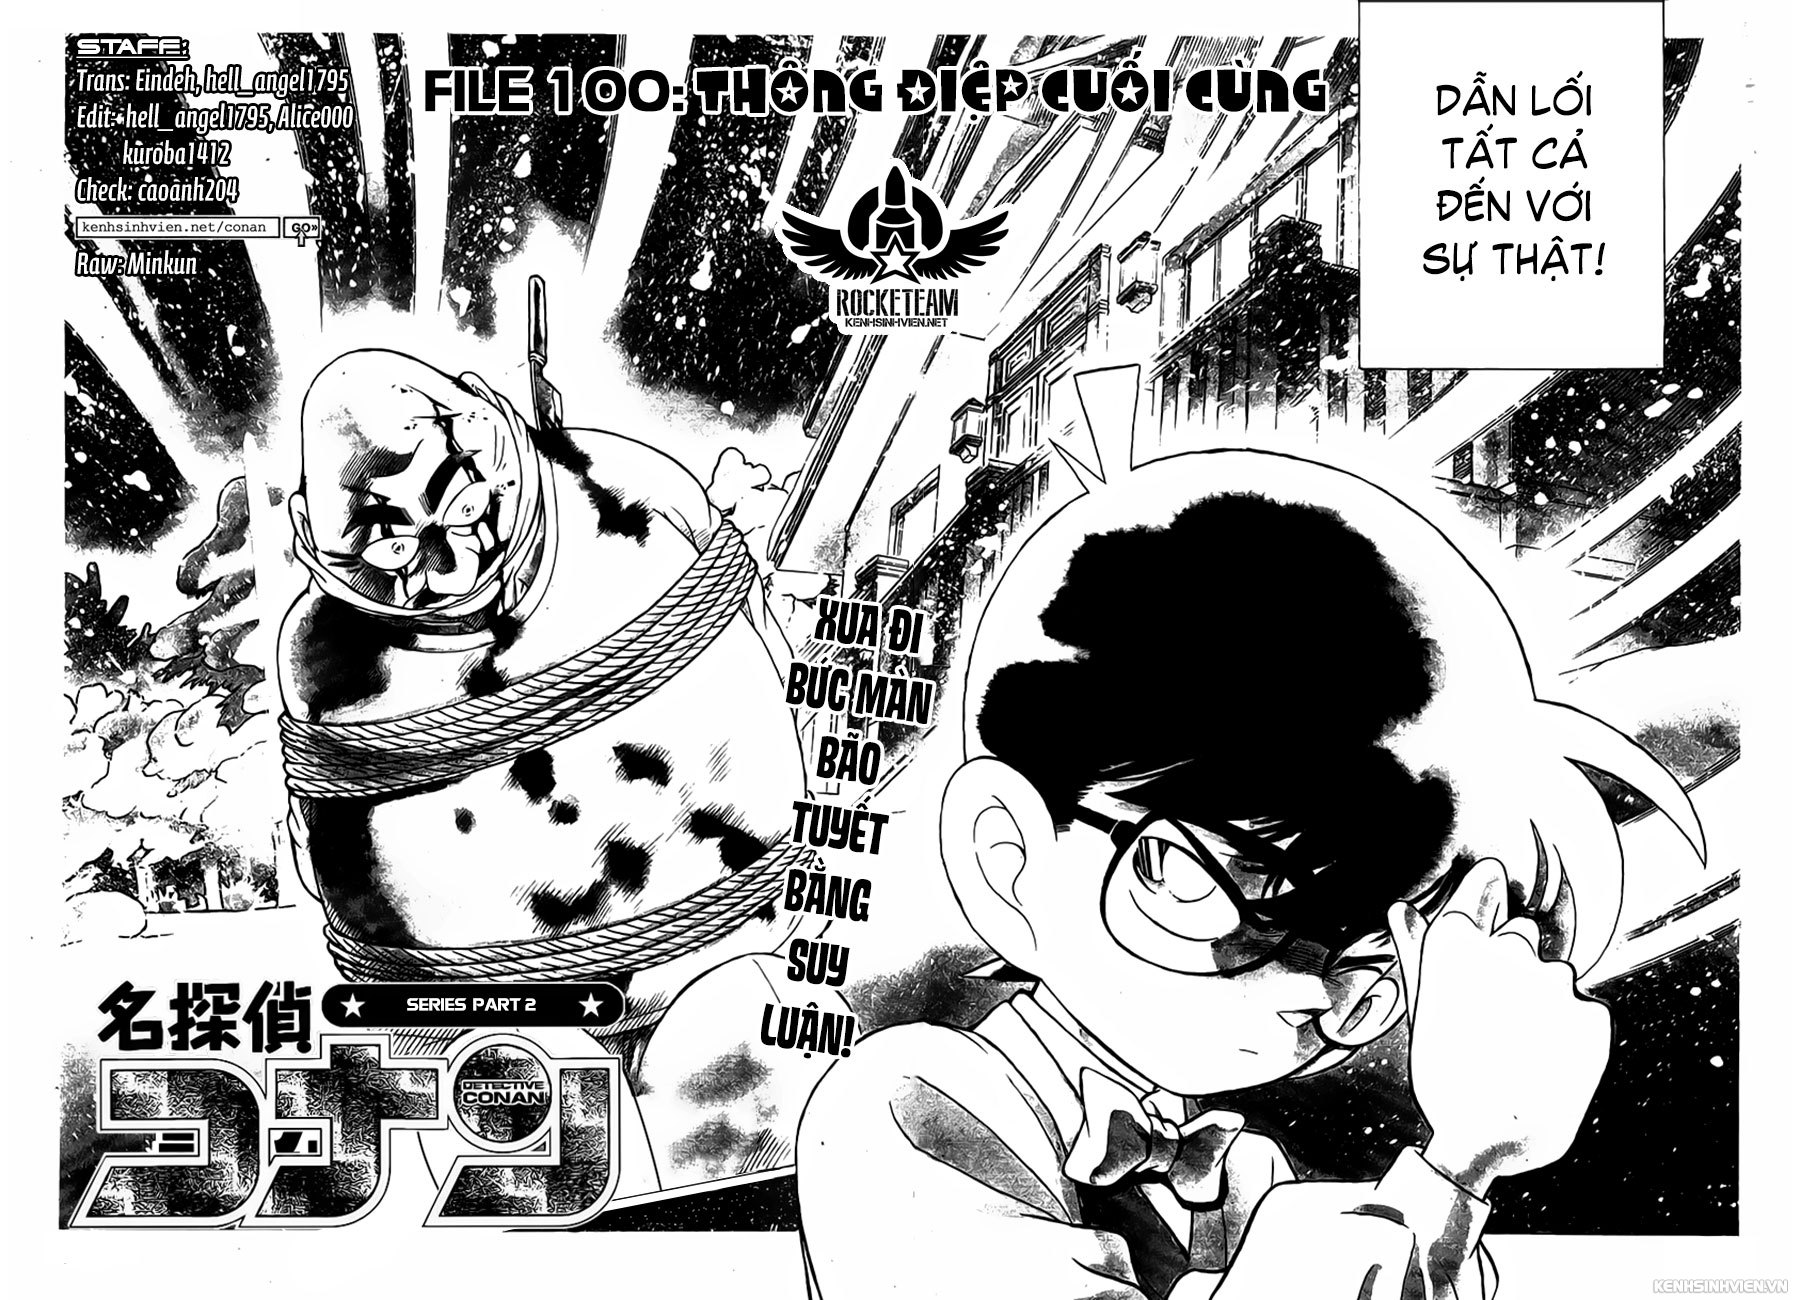 STAFF:
Trans: Eindeh, hell_angel1795
Edit: hell_angel1795, Alice000
kuroba1412
Check: caoanh204
kenhsinhvien.net/conan GO»
Raw: Minkun
FILE 100: THÔNG ĐIỆP CUỐI CÙNG
ROCKETEAM
KENHSINHVIEN.NET
DẪN LỐI
TẤT CẢ
ĐẾN VỚI
SỰ THẬT!
XUA ĐI
BỨC MÀN
BÃO
TUYẾT
BẰNG
SUY
LUẬN!
名探偵
SERIES PART 2
コナン
DETECTIVE
CONAN
KENHSINHVIEN.VN